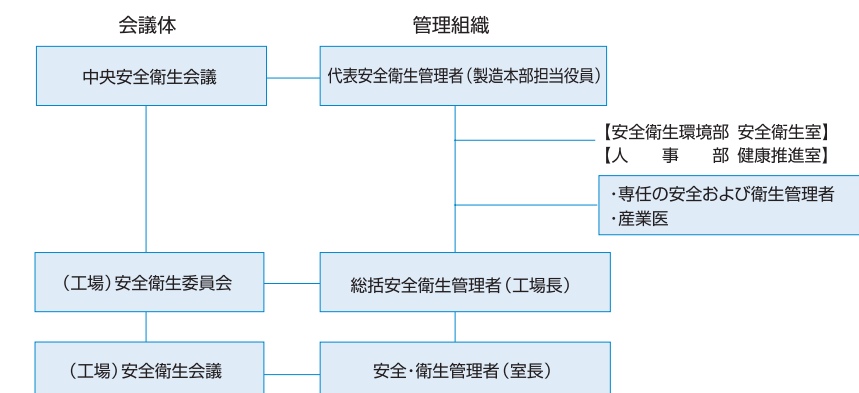 会議体
管理組織
中央安全衛生会議
代表安全衛生管理者（製造本部担当役員）
【安全衛生環境部 安全衛生室】
【人　事　部 健康推進室】
・専任の安全および衛生管理者
・産業医
（工場）安全衛生委員会
総括安全衛生管理者（工場長）
（工場）安全衛生会議
安全・衛生管理者（室長）